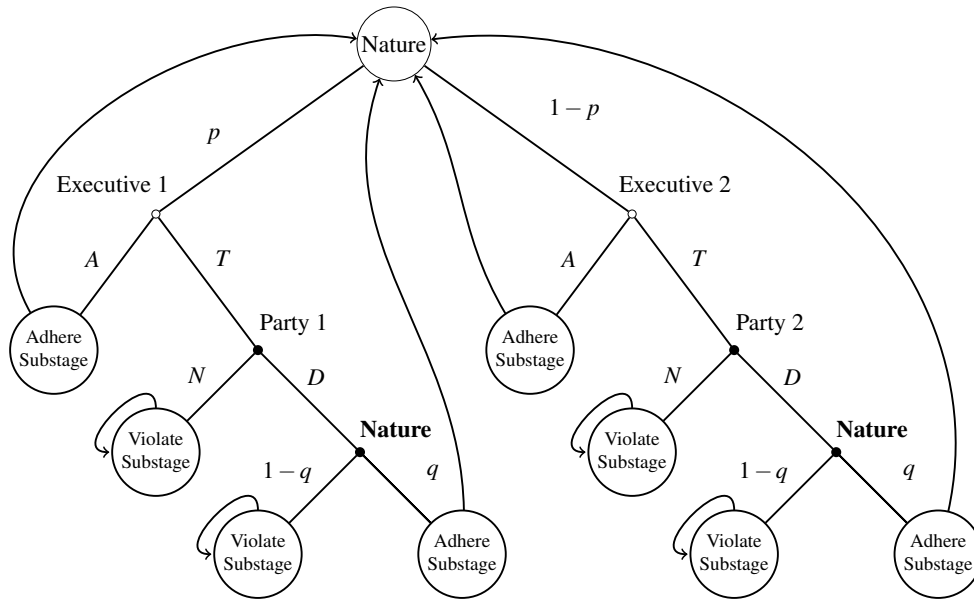 Nature
p
1 − p
Executive 1
Executive 2
A
T
A
T
Adhere
Substage
Party 1
Adhere
Substage
Party 2
N
D
N
D
Violate
Substage
Nature
Violate
Substage
Nature
1 − q
q
1 − q
q
Violate
Substage
Adhere
Substage
Violate
Substage
Adhere
Substage